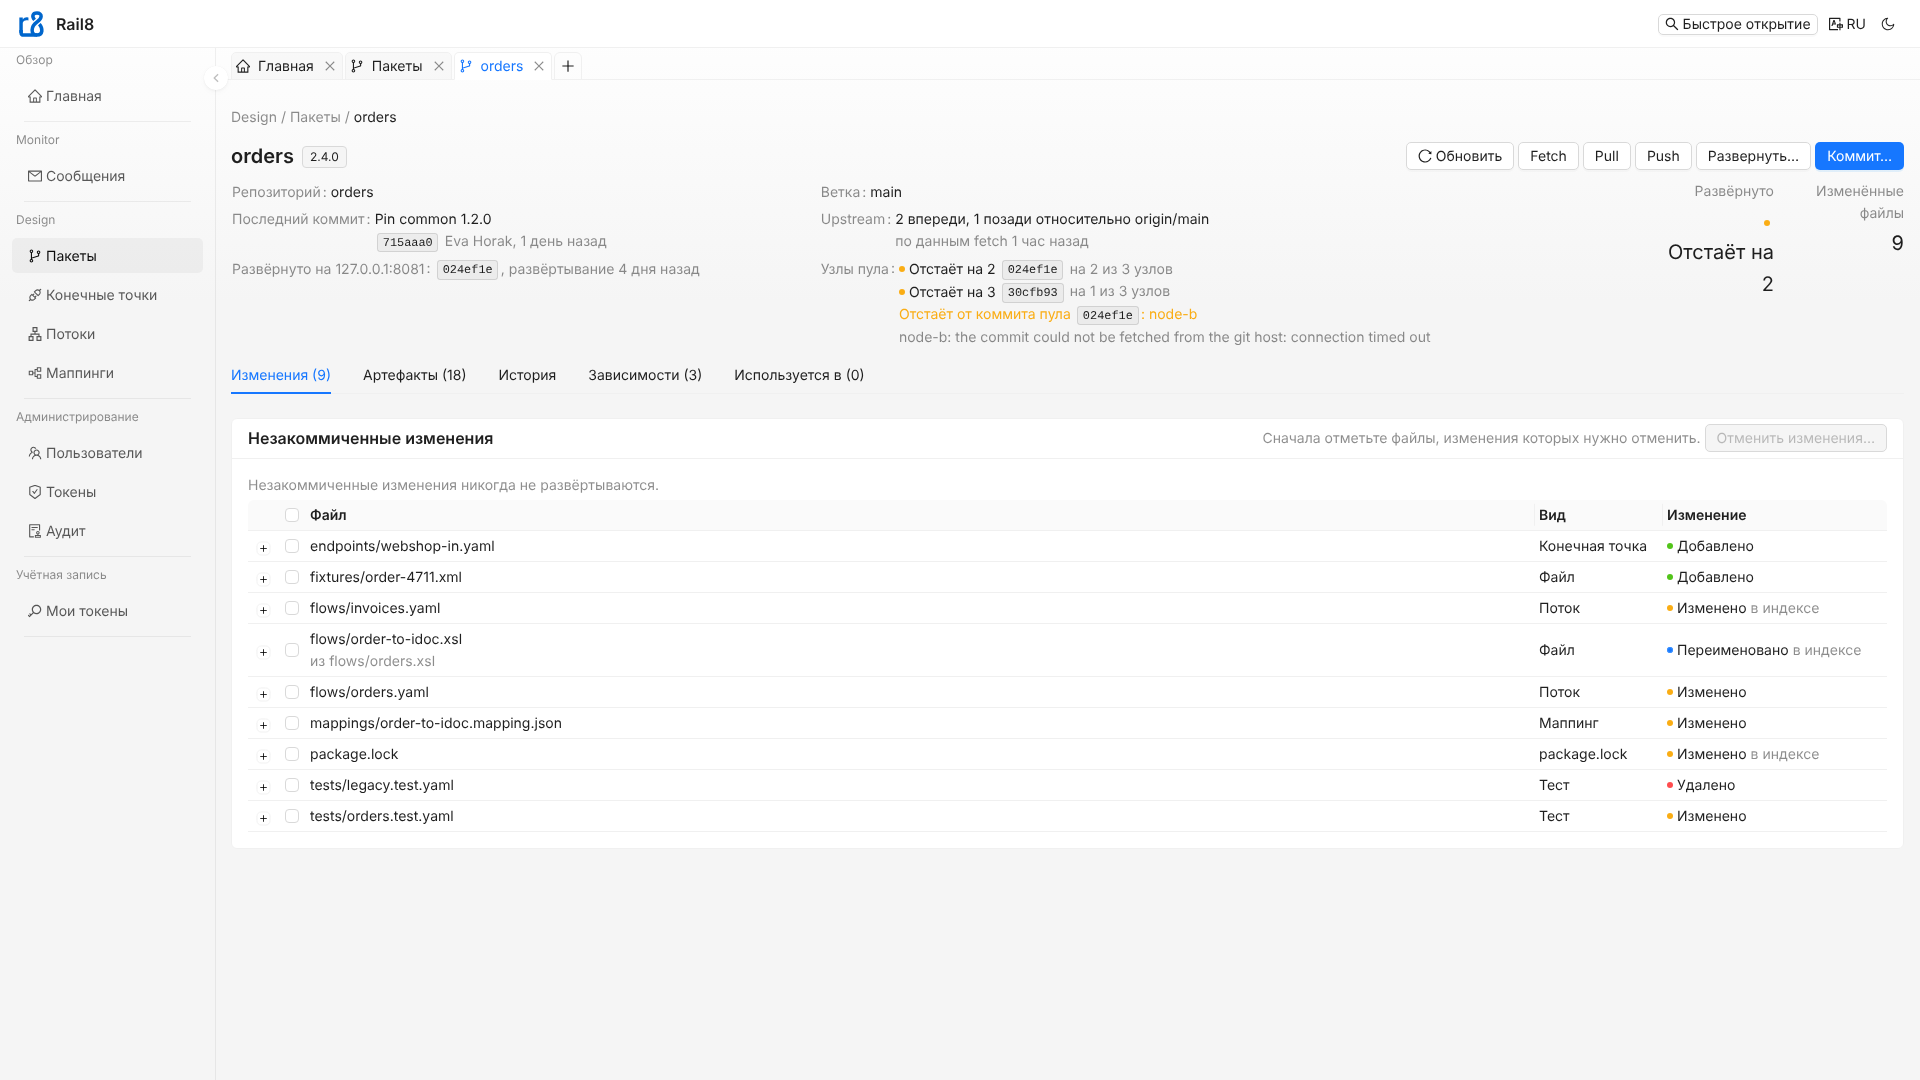 Rail8
Быстрое открытие
RU
Обзор
Главная
Monitor
Сообщения
Design
Пакеты
Конечные точки
Потоки
Маппинги
Администрирование
Пользователи
Токены
Аудит
Учётная запись
Мои токены
Главная
Пакеты
orders
Design / Пакеты / orders
orders 2.4.0
Обновить
Fetch
Pull
Push
Развернуть...
Коммит...
Репозиторий: orders
Последний коммит: Pin common 1.2.0
715aaa0 Eva Horak, 1 день назад
Развёрнуто на 127.0.0.1:8081: 024ef1e, развёртывание 4 дня назад
Ветка: main
Upstream: 2 впереди, 1 позади относительно origin/main
по данным fetch 1 час назад
Узлы пула: Отстаёт на 2 024ef1e на 2 из 3 узлов
Отстаёт на 3 30cfb93 на 1 из 3 узлов
Отстаёт от коммита пула 024ef1e: node-b
node-b: the commit could not be fetched from the git host: connection timed out
Развёрнуто
Отстаёт на
2
Изменённые
файлы
9
Изменения (9)
Артефакты (18)
История
Зависимости (3)
Используется в (0)
Незакоммиченные изменения
Сначала отметьте файлы, изменения которых нужно отменить.
Отменить изменения...
Незакоммиченные изменения никогда не развёртываются.
Файл Вид Изменение
endpoints/webshop-in.yaml Конечная точка Добавлено
fixtures/order-4711.xml Файл Добавлено
flows/invoices.yaml Поток Изменено в индексе
flows/order-to-idoc.xsl Файл Переименовано в индексе
из flows/orders.xsl
flows/orders.yaml Поток Изменено
mappings/order-to-idoc.mapping.json Маппинг Изменено
package.lock package.lock Изменено в индексе
tests/legacy.test.yaml Тест Удалено
tests/orders.test.yaml Тест Изменено